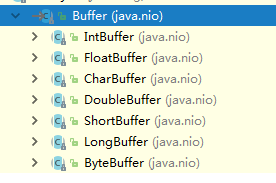 Buffer (java.nio)
IntBuffer (java.nio)
FloatBuffer (java.nio)
CharBuffer (java.nio)
DoubleBuffer (java.nio)
ShortBuffer (java.nio)
LongBuffer (java.nio)
ByteBuffer (java.nio)